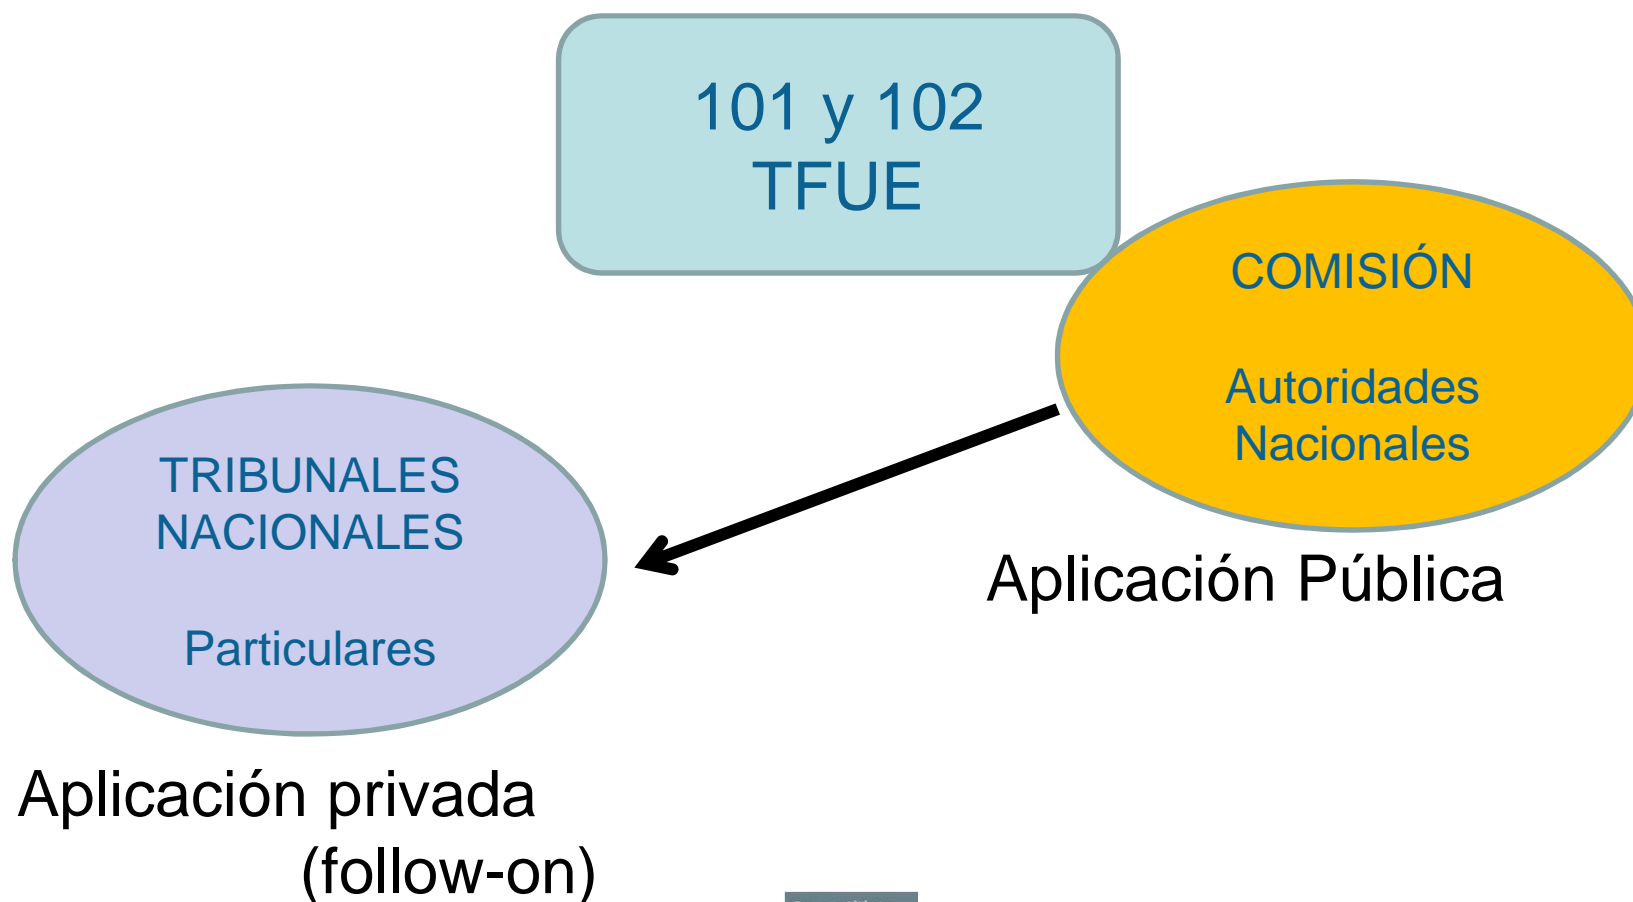 101 y 102
TFUE
COMISIÓN
Autoridades
Nacionales
Aplicación Pública
TRIBUNALES
NACIONALES
Particulares
Aplicación privada
(follow-on)